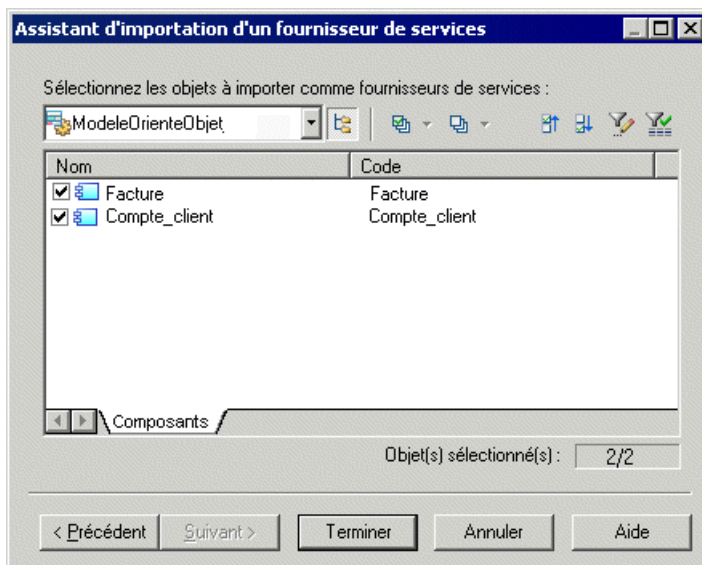 Assistant d'importation d'un fournisseur de services
Sélectionnez les objets à importer comme fournisseurs de services :
ModeleOrienteObjet
Nom Code
Facture Facture
Compte_client Compte_client
Composants
Objet(s) sélectionné(s) : 2/2
< Précédent Suivant > Terminer Annuler Aide